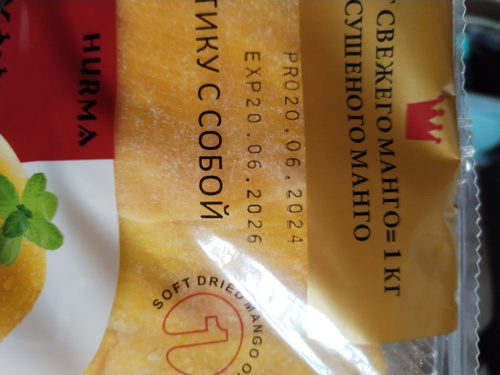 Г СВЕЖЕГО МАНГО = 1 КГ
СУШЕНОГО МАНГО
PRO20.06.2024
EXP20.06.2026
ТИКУ С СОБОЙ
HURMA
SOFT DRIED MANGO